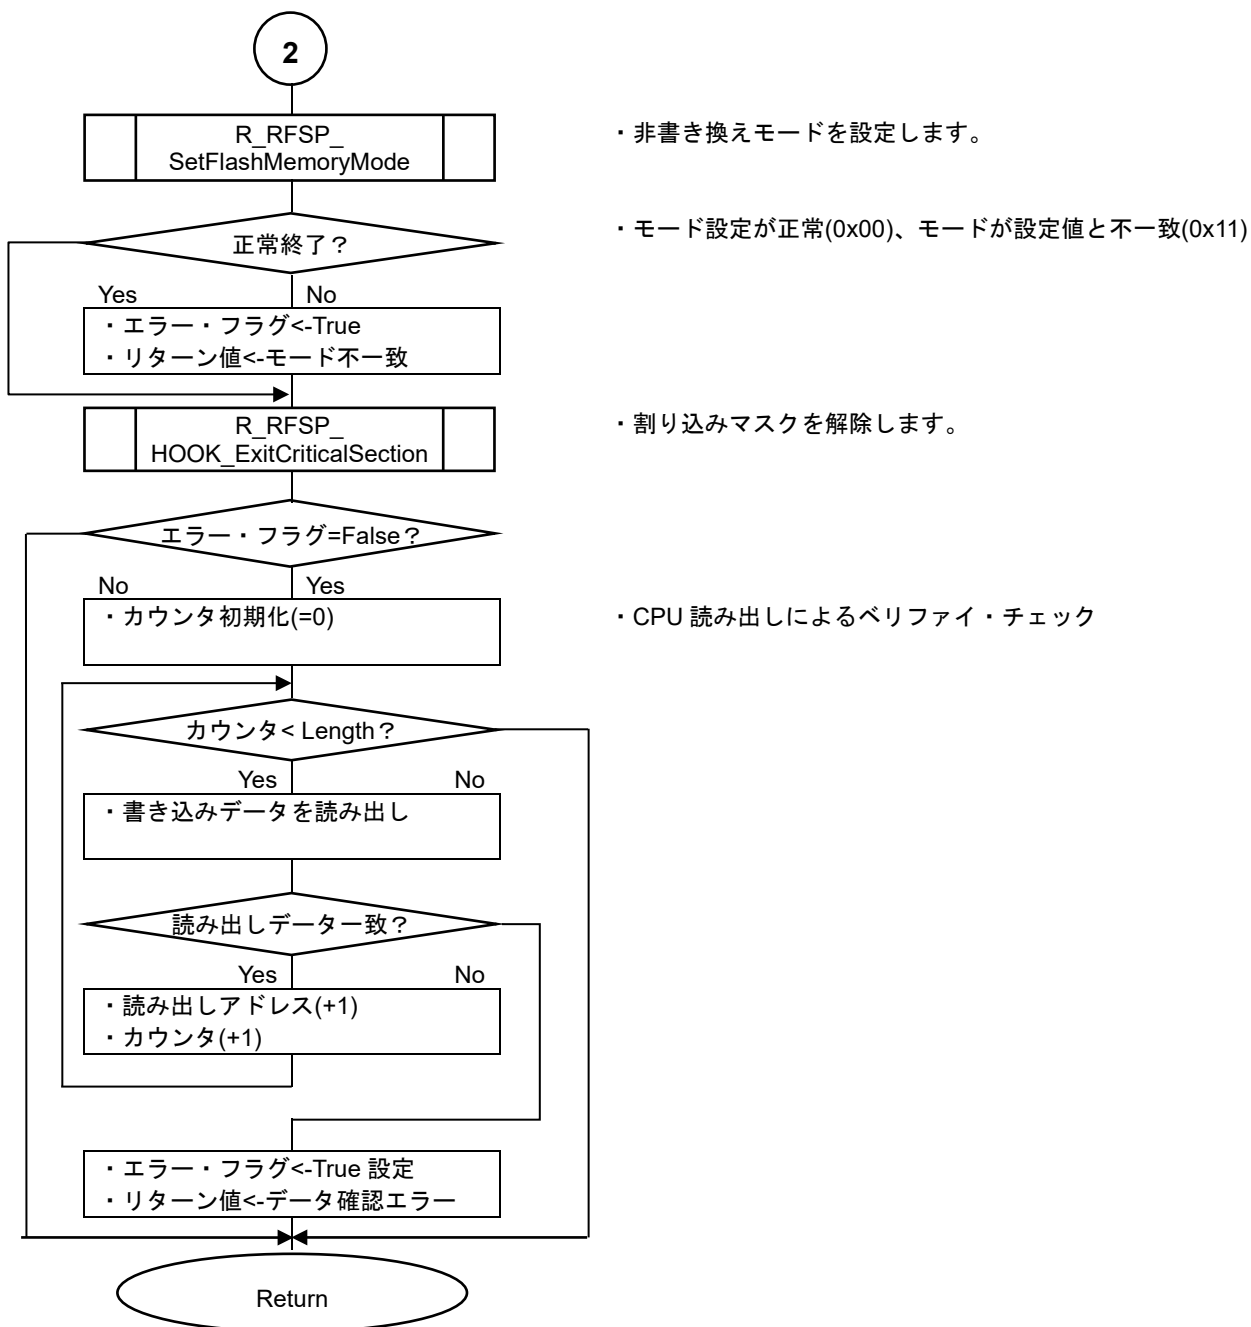 2
R_RFSP_
SetFlashMemoryMode
・非書き換えモードを設定します。
正常終了？
・モード設定が正常(0x00)、モードが設定値と不一致(0x11)
Yes No
・エラー・フラグ<-True
・リターン値<-モード不一致
R_RFSP_
HOOK_ExitCriticalSection
・割り込みマスクを解除します。
エラー・フラグ=False？
No Yes
・カウンタ初期化(=0)
・CPU 読み出しによるベリファイ・チェック
カウンタ< Length？
Yes No
・書き込みデータを読み出し
読み出しデータ一致？
Yes No
・読み出しアドレス(+1)
・カウンタ(+1)
・エラー・フラグ<-True 設定
・リターン値<-データ確認エラー
Return